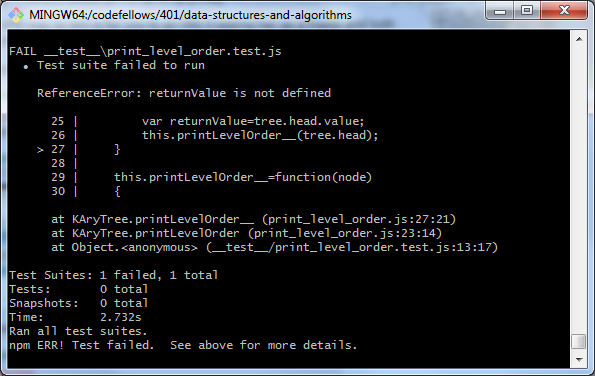 MINGW64:/codefellows/401/data-structures-and-algorithms
FAIL __test__\print_level_order.test.js
● Test suite failed to run
ReferenceError: returnValue is not defined
25 |         var returnValue=tree.head.value;
26 |         this.printLevelOrder__(tree.head);
> 27 |     }
28 |
29 |     this.printLevelOrder__=function(node)
30 |     {
at KAryTree.printLevelOrder__ (print_level_order.js:27:21)
at KAryTree.printLevelOrder (print_level_order.js:23:14)
at Object.<anonymous> (__test__/print_level_order.test.js:13:17)
Test Suites: 1 failed, 1 total
Tests:       0 total
Snapshots:   0 total
Time:        2.732s
Ran all test suites.
npm ERR! Test failed.  See above for more details.